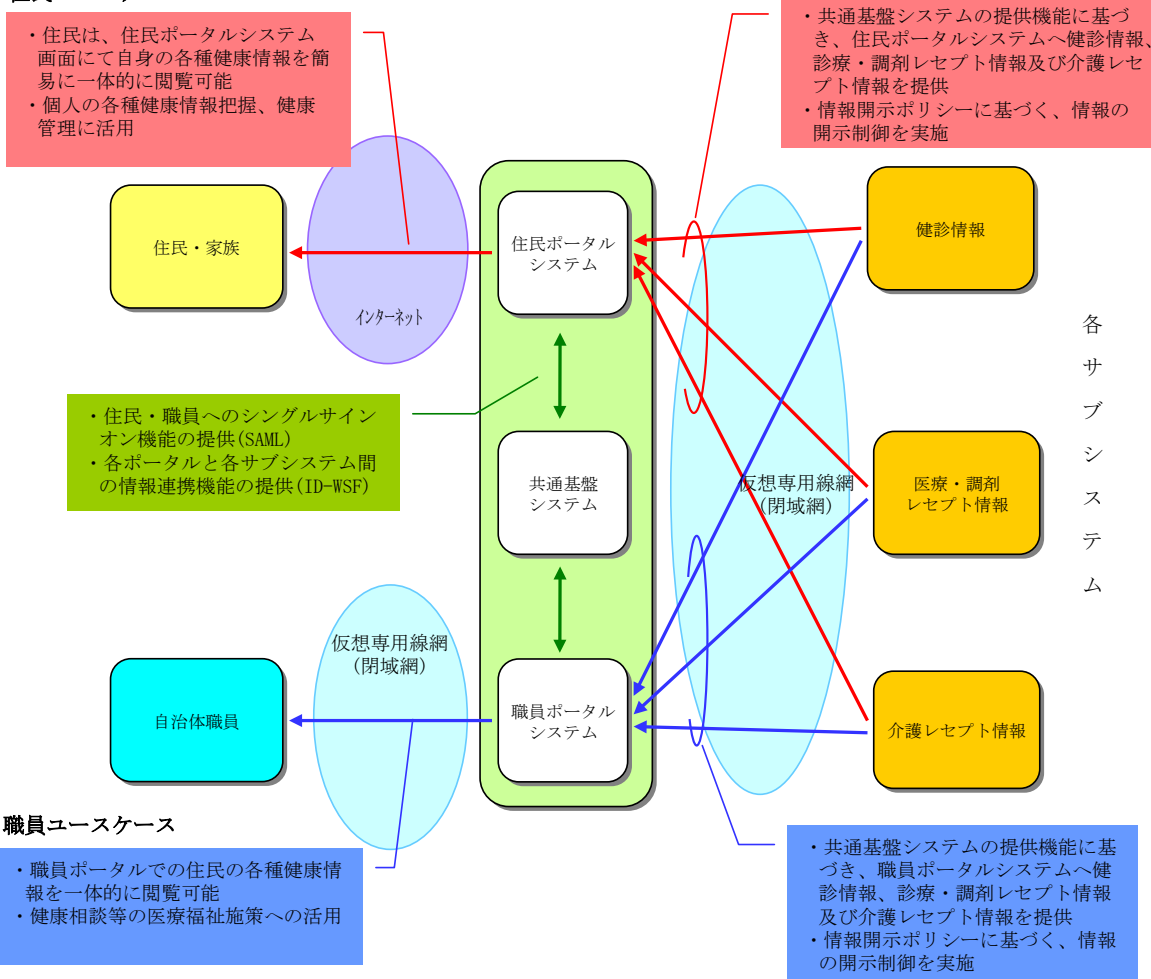 ・住民は、住民ポータルシステム
画面にて自身の各種健康情報を簡
易に一体的に閲覧可能
・個人の各種健康情報把握、健康
管理に活用
・共通基盤システムの提供機能に基づ
き、住民ポータルシステムへ健診情報、
診療・調剤レセプト情報及び介護レセ
プト情報を提供
・情報開示ポリシーに基づく、情報の
開示制御を実施
住民・家族
インターネット
住民ポータル
システム
健診情報
・住民・職員へのシングルサイン
オン機能の提供(SAML)
・各ポータルと各サブシステム間
の情報連携機能の提供(ID-WSF)
共通基盤
システム
仮想専用線網
(閉域網)
医療・調剤
レセプト情報
各
サ
ブ
シ
ス
テ
ム
仮想専用線網
(閉域網)
自治体職員
職員ポータル
システム
介護レセプト情報
職員ユースケース
・職員ポータルでの住民の各種健康情
報を一体的に閲覧可能
・健康相談等の医療福祉施策への活用
・共通基盤システムの提供機能に基
づき、職員ポータルシステムへ健
診情報、診療・調剤レセプト情報
及び介護レセプト情報を提供
・情報開示ポリシーに基づく、情報
の開示制御を実施